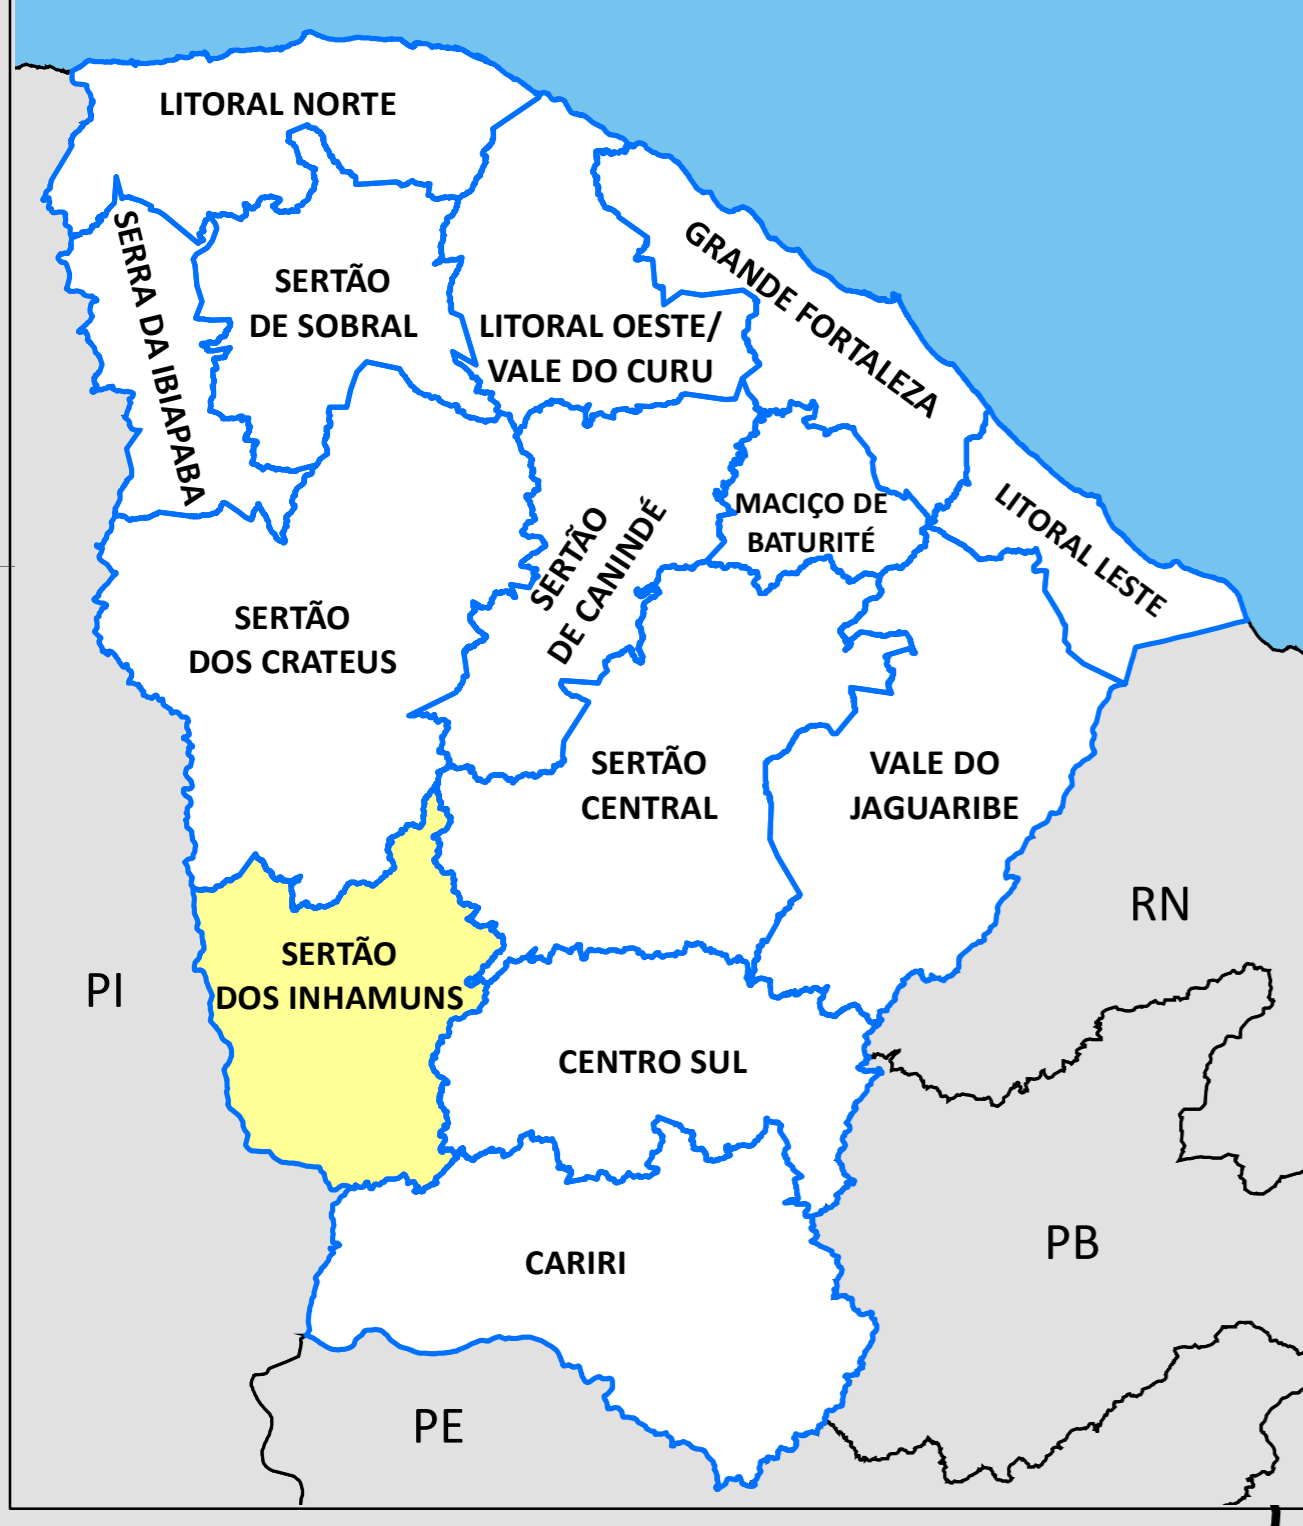 LITORAL NORTE
SERRA DA IBIAPABA
SERTÃO
DE SOBRAL
LITORAL OESTE/
VALE DO CURU
GRANDE FORTALEZA
MACIÇO DE
BATURITÉ
LITORAL LESTE
SERTÃO
DE CANINDÉ
SERTÃO
DOS CRATEUS
SERTÃO
CENTRAL
VALE DO
JAGUARIBE
RN
SERTÃO
DOS INHAMUNS
PI
CENTRO SUL
PB
CARIRI
PE